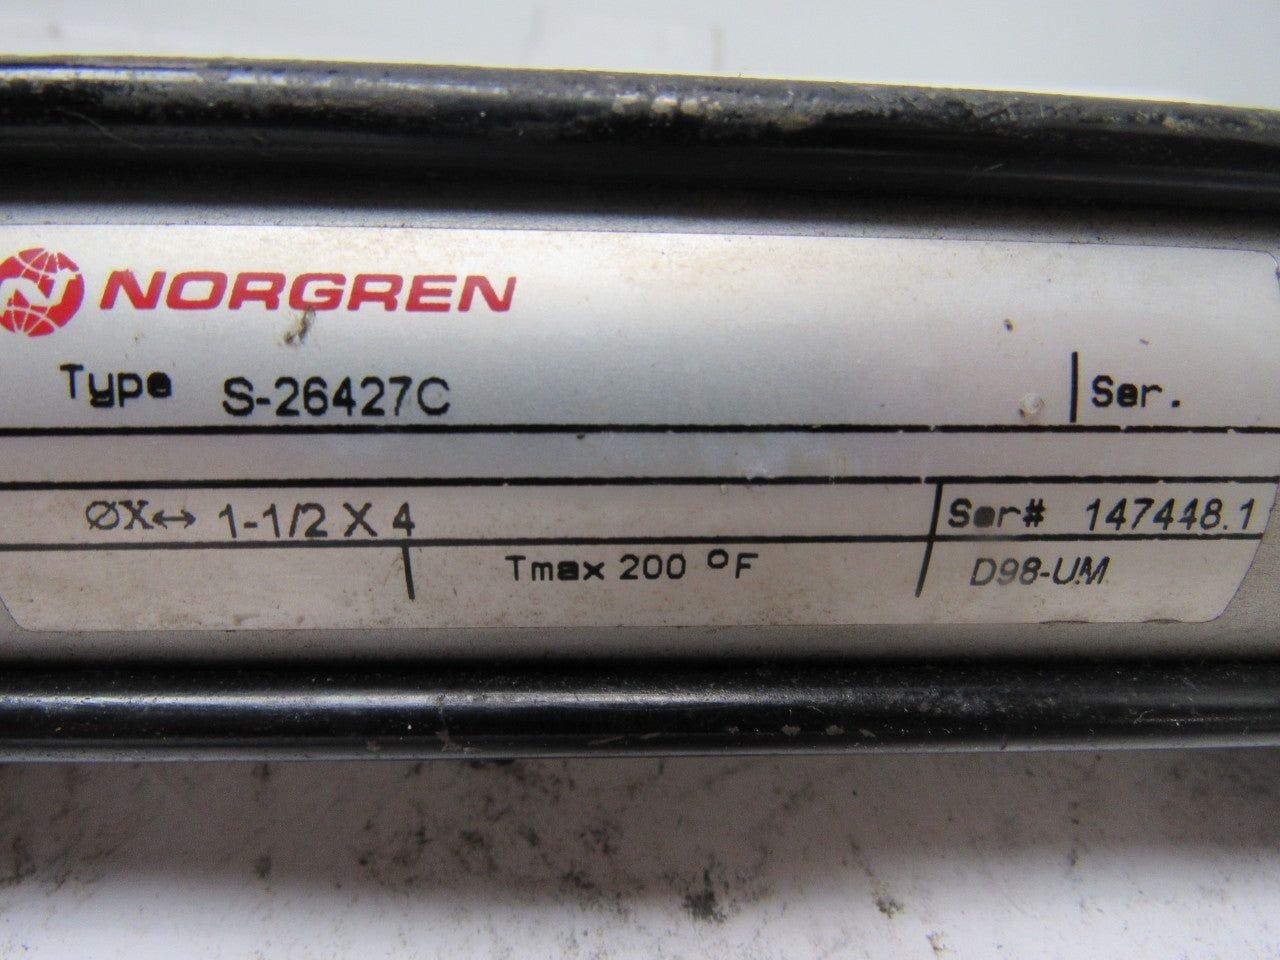 NORGREN
Type S-26427C Ser.
ØX↔ 1-1/2 X 4 Ser# 147448.1
Tmax 200 °F D98-UM